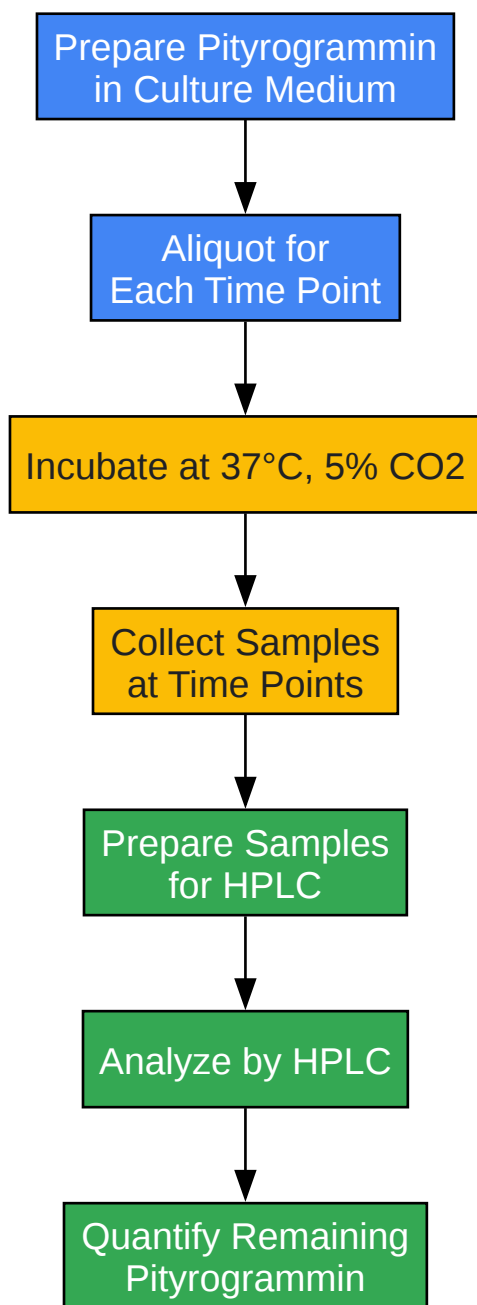 Prepare Pityrogrammin
in Culture Medium
Aliquot for
Each Time Point
Incubate at 37°C, 5% CO2
Collect Samples
at Time Points
Prepare Samples
for HPLC
Analyze by HPLC
Quantify Remaining
Pityrogrammin